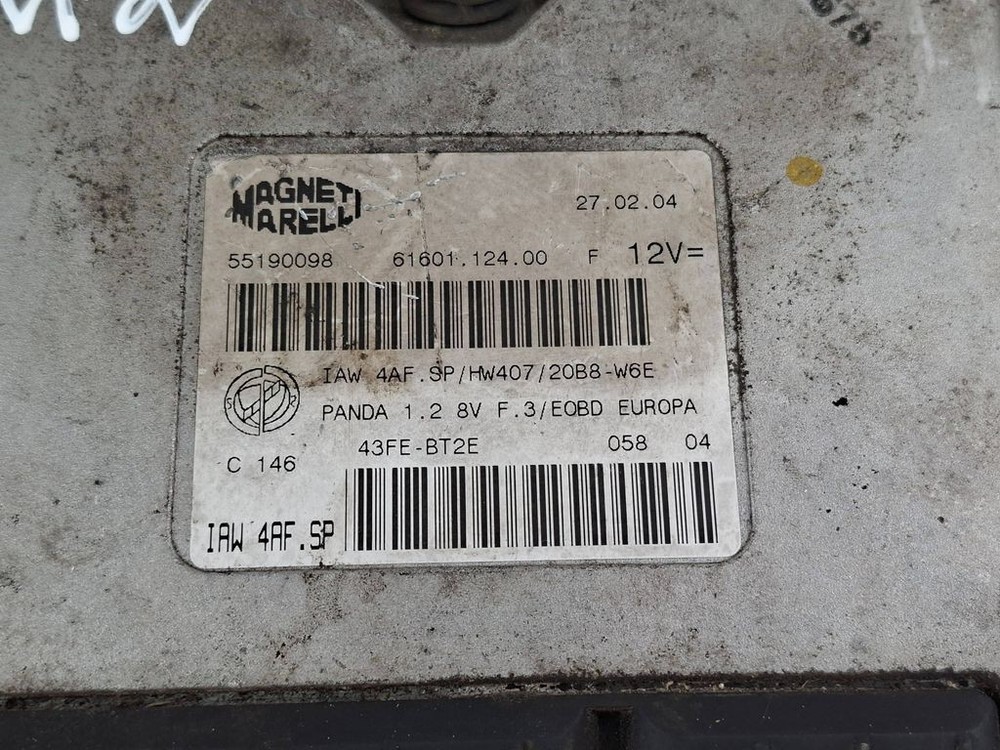 MAGNETI
MARELLI
27.02.04
55190098 61601.124.00 F 12V=
IAW 4AF.SP/HW407/20B8-W6E
PANDA 1.2 8V F.3/EOBD EUROPA
43FE-BT2E 058 04
C 146
IAW 4AF.SP